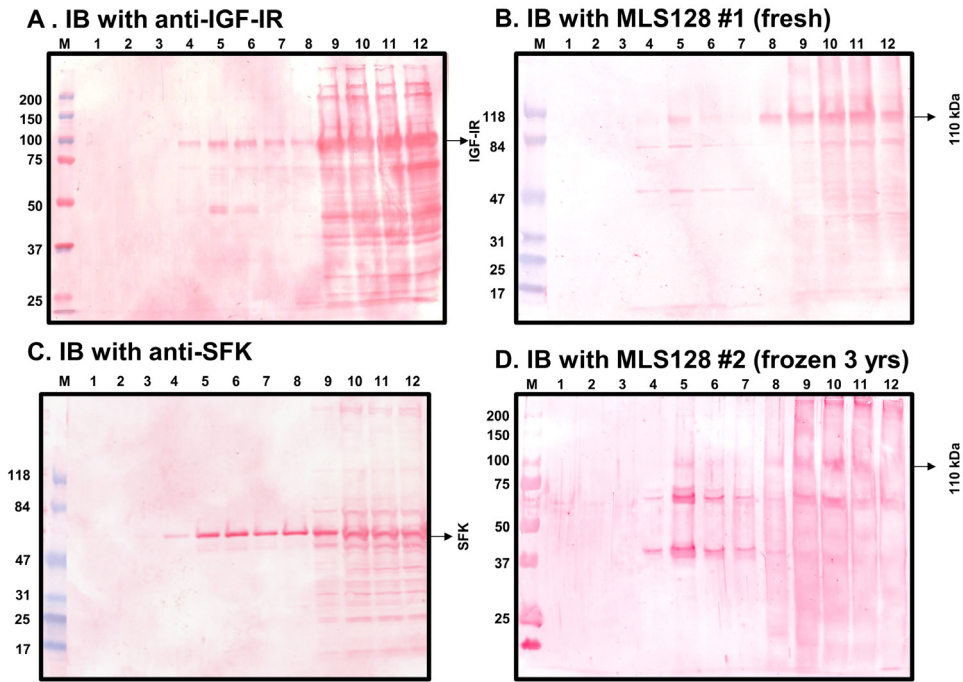 A . IB with anti-IGF-IR
M 1 2 3 4 5 6 7 8 9 10 11 12
200
150
100
75
50
37
25
IGF-IR
B. IB with MLS128 #1 (fresh)
M 1 2 3 4 5 6 7 8 9 10 11 12
118
84
47
31
25
17
110 kDa
C. IB with anti-SFK
M 1 2 3 4 5 6 7 8 9 10 11 12
118
84
47
31
25
17
SFK
D. IB with MLS128 #2 (frozen 3 yrs)
M 1 2 3 4 5 6 7 8 9 10 11 12
200
150
100
75
50
37
25
110 kDa